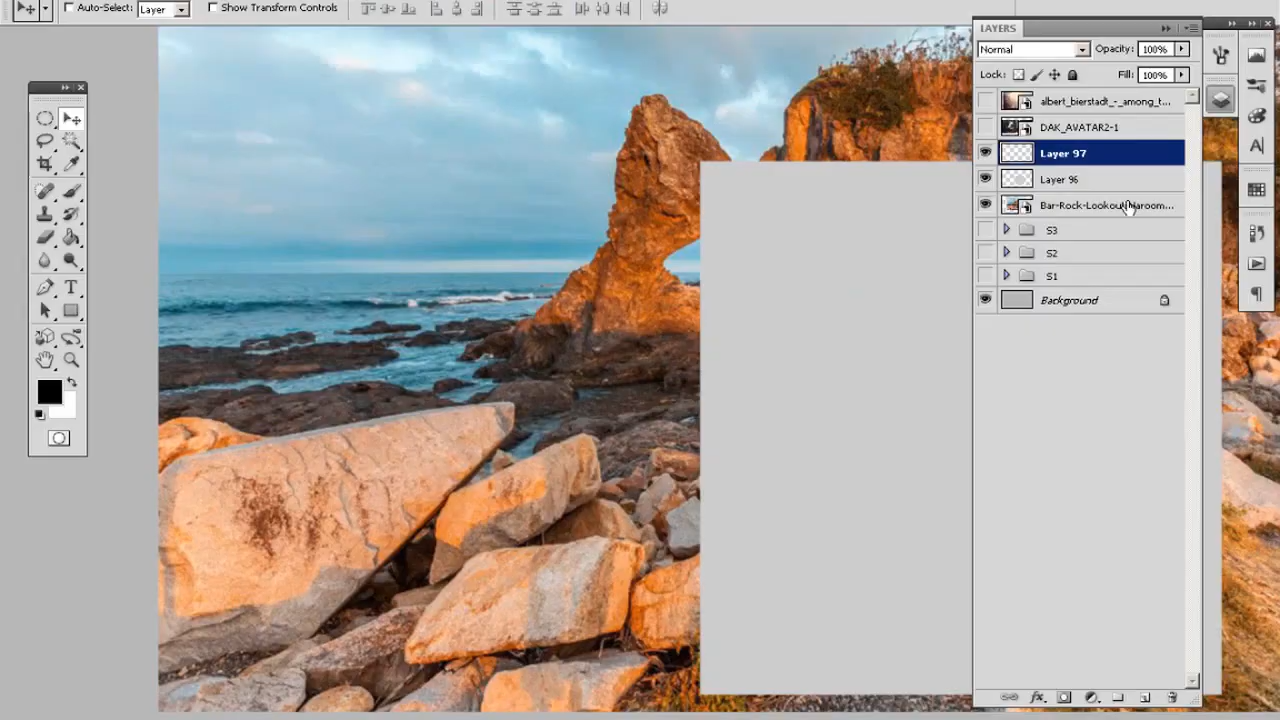 Auto-Select:
Layer
Show Transform Controls
LAYERS
Normal
Opacity: 100%
Lock:
Fill: 100%
albert_bierstadt_-_among_t...
DAK_AVATAR2-1
Layer 97
Layer 96
Bar-Rock-Lookout
S3
S2
S1
Background